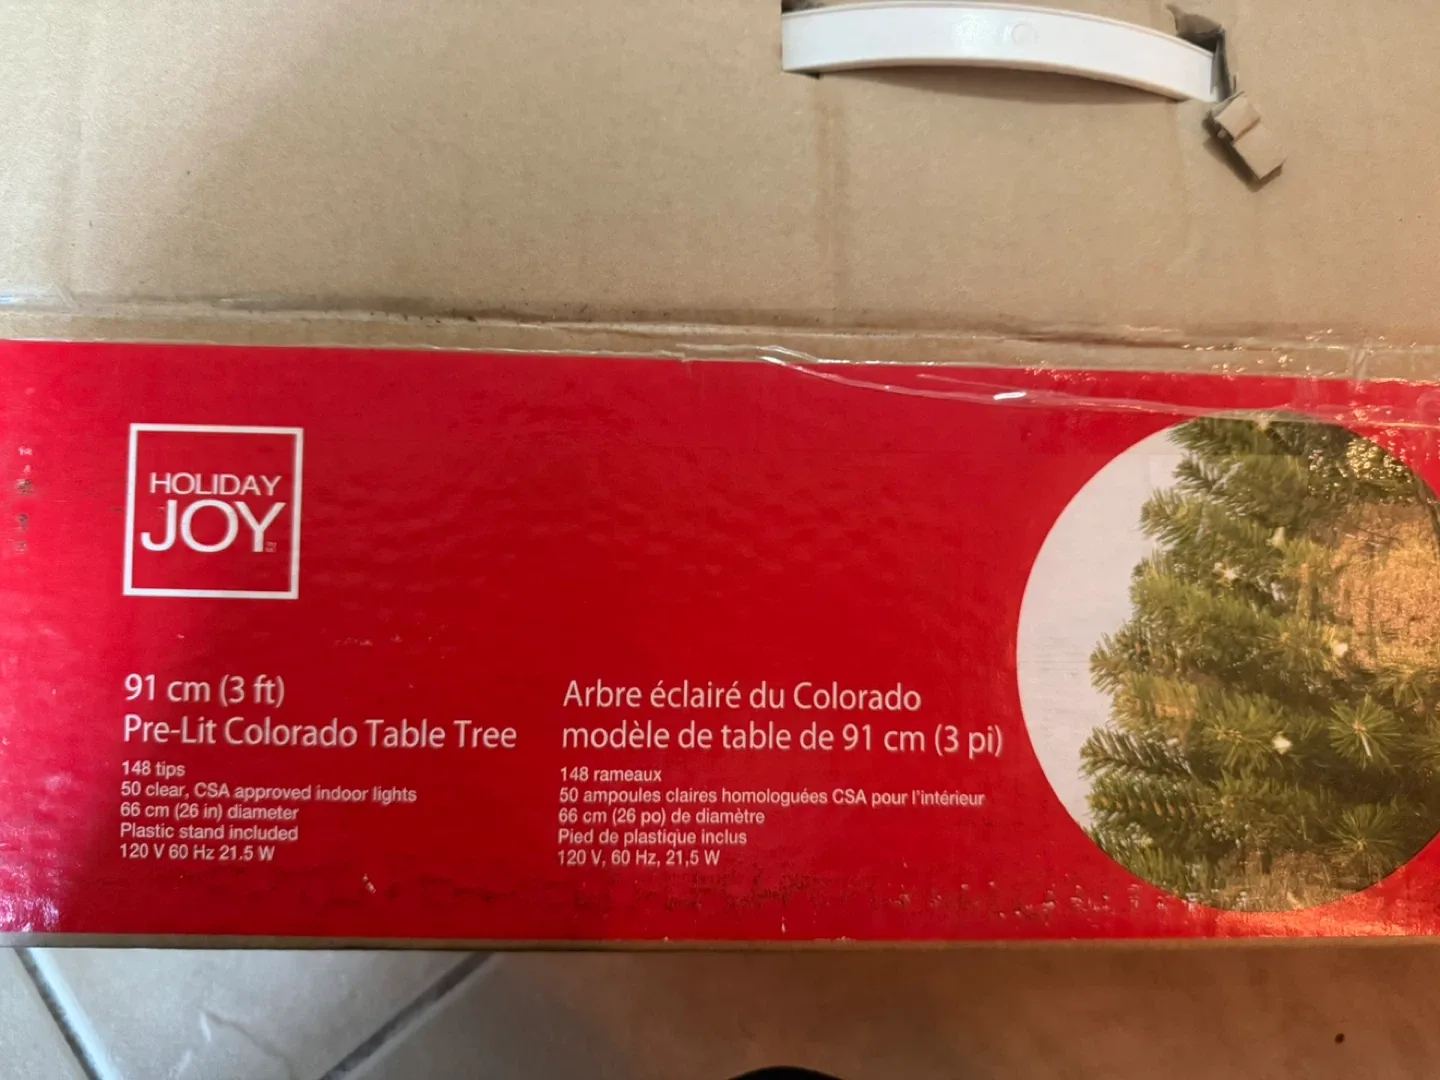 HOLIDAY
JOY
91 cm (3 ft)
Pre-Lit Colorado Table Tree
148 tips
50 clear, CSA approved indoor lights
66 cm (26 in) diameter
Plastic stand included
120 V 60 Hz 21.5 W
Arbre éclairé du Colorado
modèle de table de 91 cm (3 pi)
148 rameaux
50 ampoules claires homologuées CSA pour l'intérieur
66 cm (26 po) de diamètre
Pied de plastique inclus
120 V, 60 Hz, 21,5 W